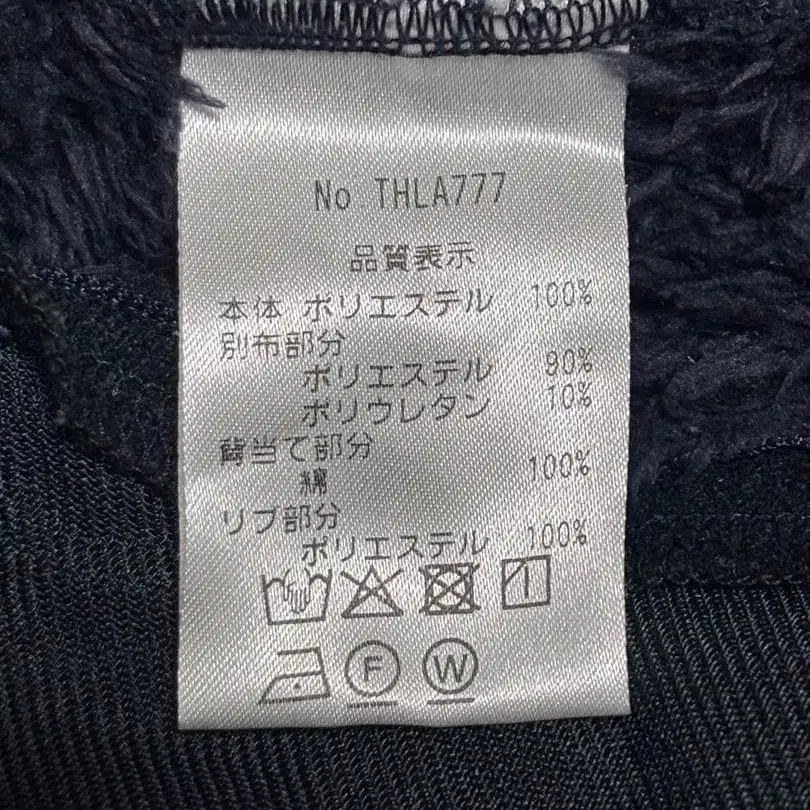 No THLA777
品質表示
本体 ポリエステル 100%
別布部分
ポリエステル 90%
ポリウレタン 10%
背当て部分
綿 100%
リブ部分
ポリエステル 100%
F W